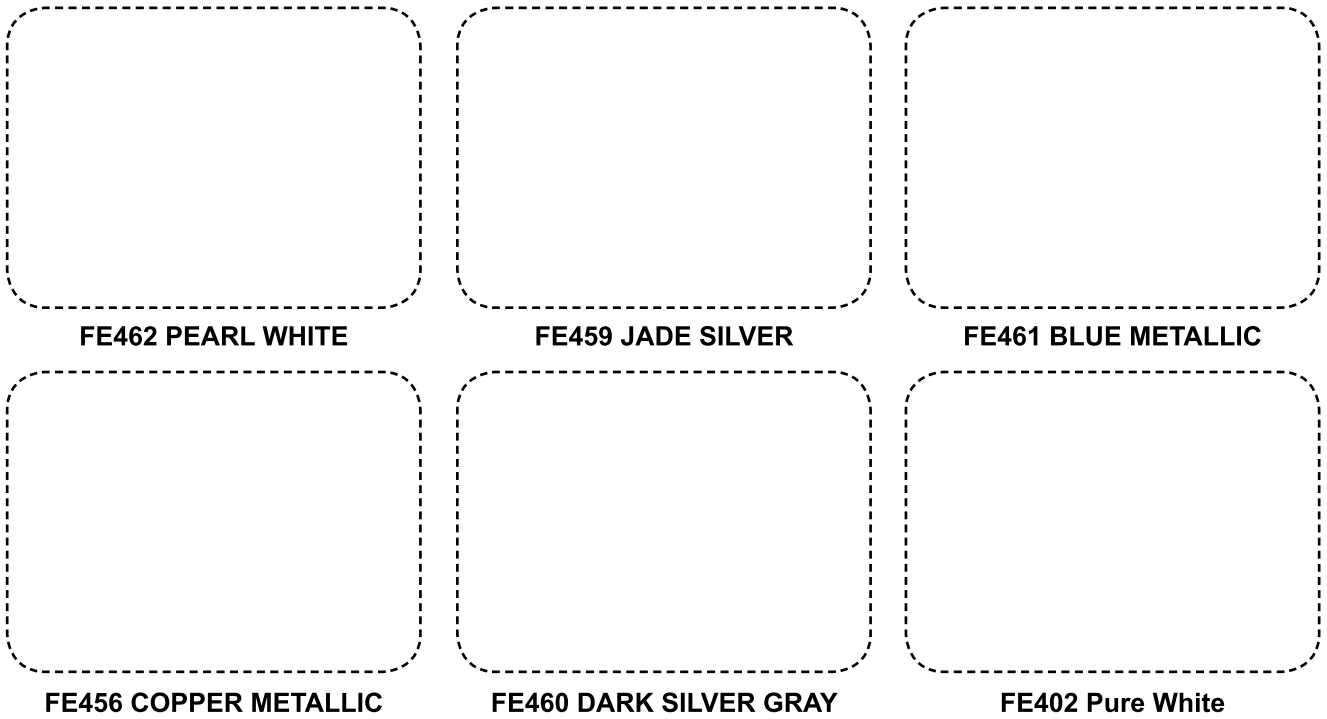 FE462 PEARL WHITE
FE459 JADE SILVER
FE461 BLUE METALLIC
FE456 COPPER METALLIC
FE460 DARK SILVER GRAY
FE402 Pure White